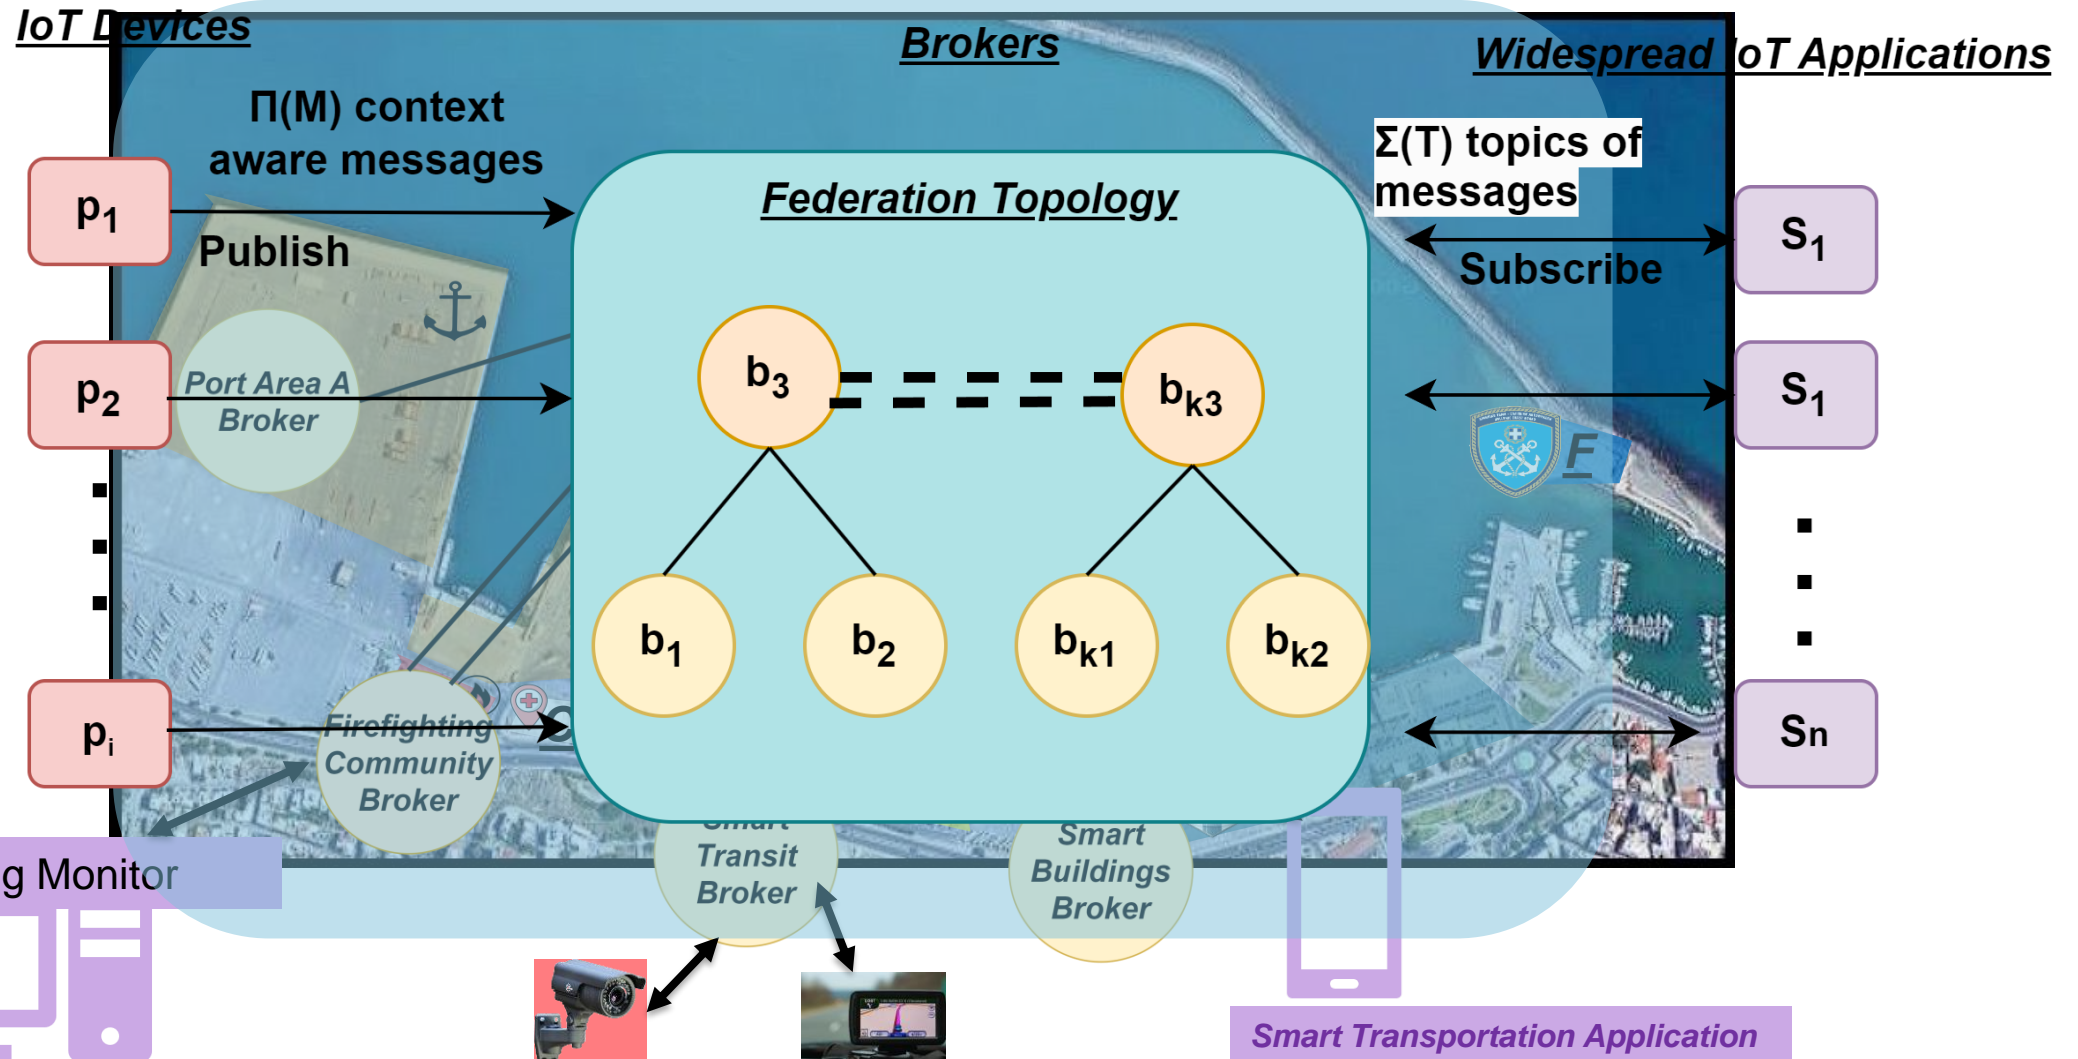 IoT Devices
Brokers
Widespread IoT Applications
Π(M) context
aware messages
Σ(T) topics of
messages
p1
Publish
Federation Topology
S1
Subscribe
p2
Port Area A
Broker
b3
bk3
S1
F
b1
b2
bk1
bk2
pi
Firefighting
Community
Broker
Sn
Smart
Transit
Broker
Smart
Buildings
Broker
g Monitor
Smart Transportation Application